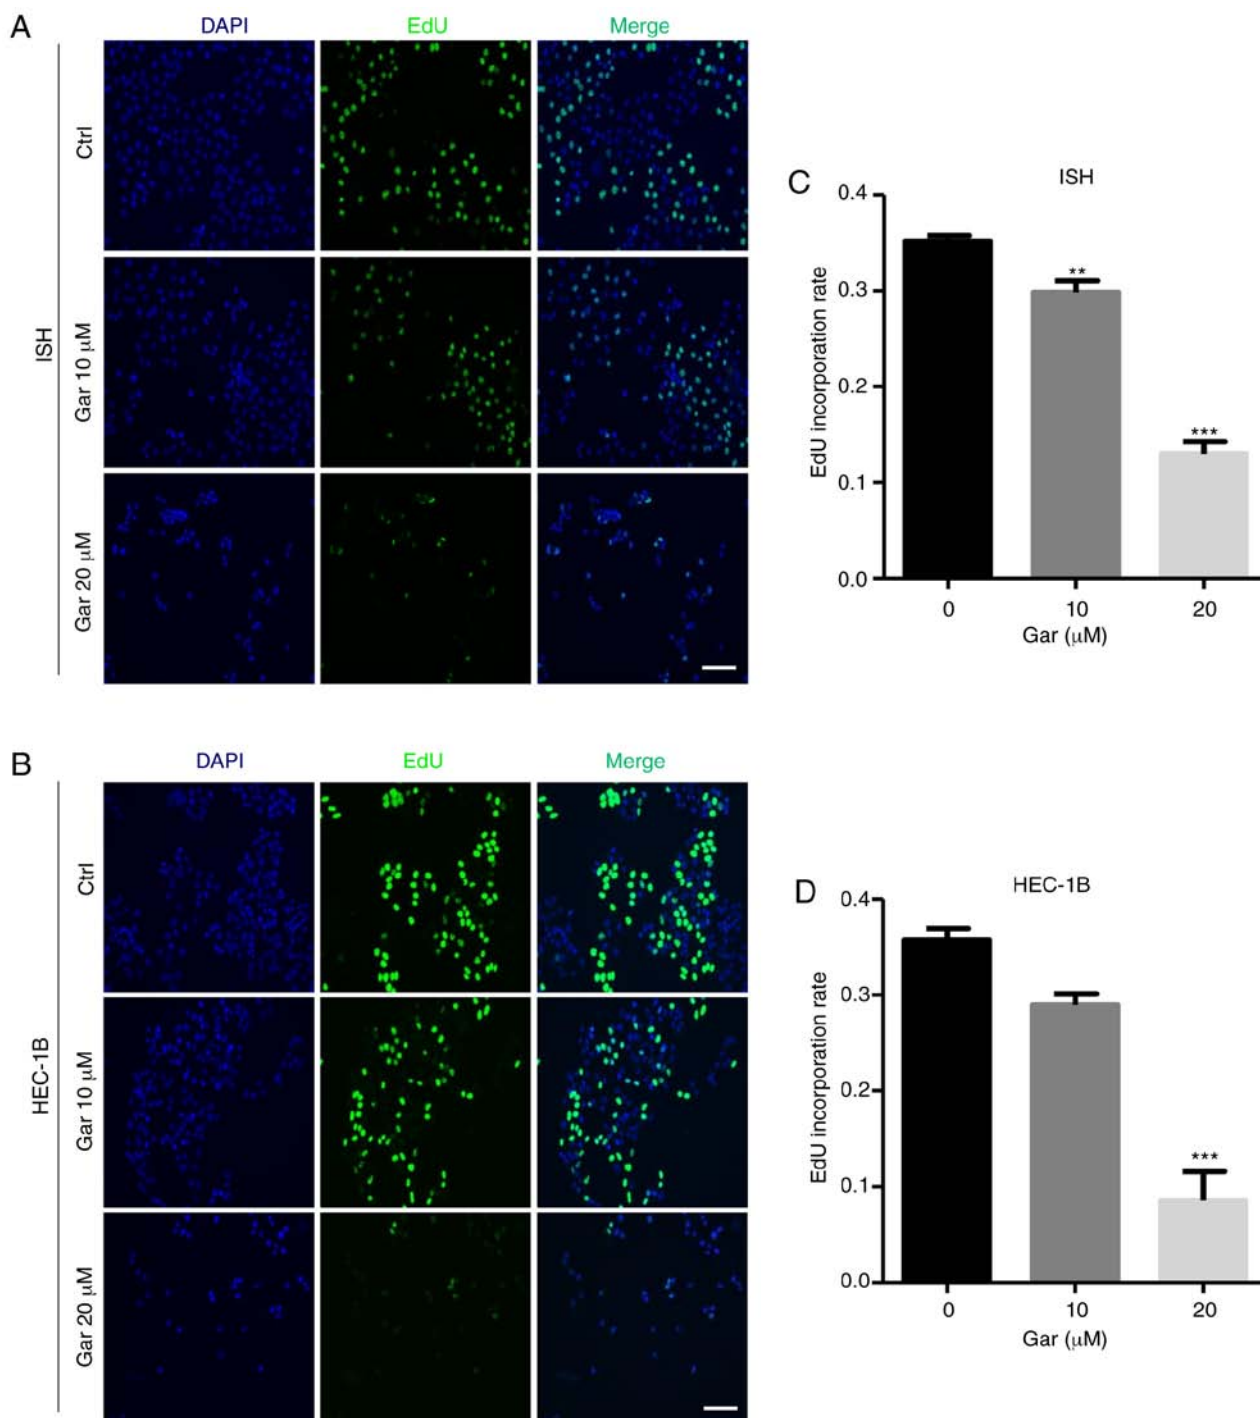 A
DAPI EdU Merge
ISH
Ctrl
Gar 10 μM
Gar 20 μM
C
ISH
EdU incorporation rate
0.4
0.3
0.2
0.1
0.0
**
***
0 10 20
Gar (μM)
B
DAPI EdU Merge
HEC-1B
Ctrl
Gar 10 μM
Gar 20 μM
D
HEC-1B
EdU incorporation rate
0.4
0.3
0.2
0.1
0.0
***
0 10 20
Gar (μM)